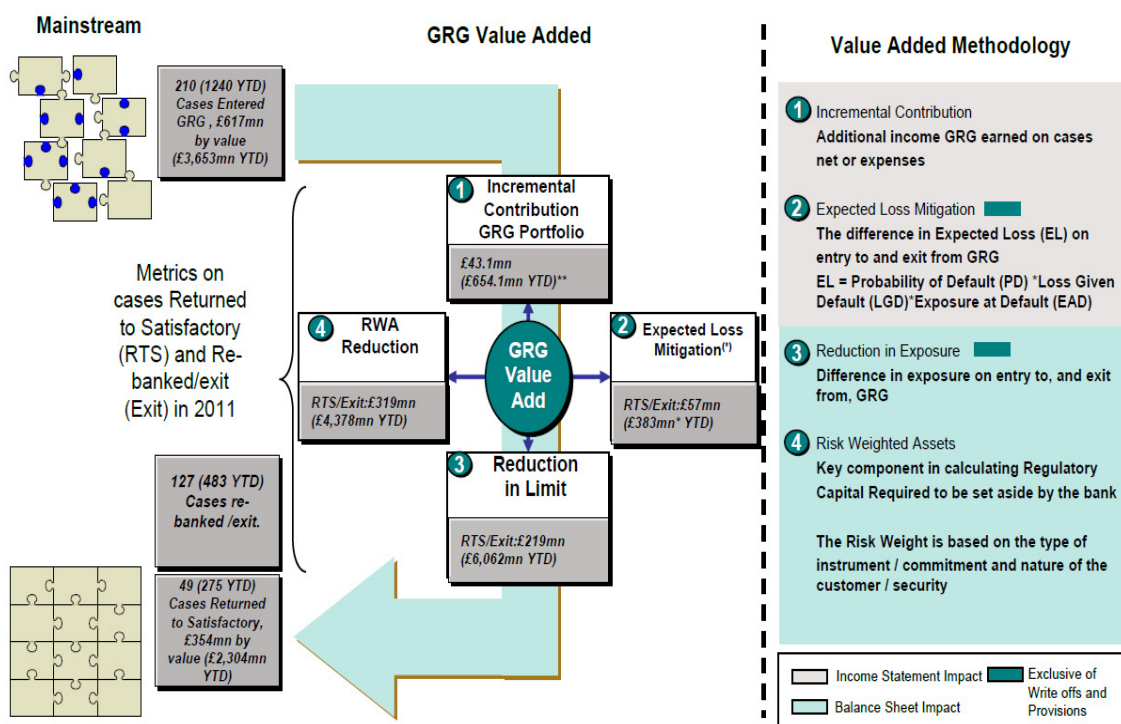 Mainstream
210 (1240 YTD)
Cases Entered
GRG , £617mn
by value
(£3,653mn YTD)
Metrics on
cases Returned
to Satisfactory
(RTS) and Re-
banked/exit
(Exit) in 2011
127 (483 YTD)
Cases re-
banked /exit.
49 (275 YTD)
Cases Returned
to Satisfactory,
£354mn by
value (£2,304mn
YTD)
GRG Value Added
1
Incremental
Contribution
GRG Portfolio
£43.1mn
(£654.1mn YTD)**
4
RWA
Reduction
RTS/Exit:£319mn
(£4,378mn YTD)
GRG
Value
Add
2
Expected Loss
Mitigation(*)
RTS/Exit:£57mn
(£383mn* YTD)
3
Reduction
in Limit
RTS/Exit:£219mn
(£6,062mn YTD)
Value Added Methodology
1 Incremental Contribution
Additional income GRG earned on cases
net or expenses
2 Expected Loss Mitigation
The difference in Expected Loss (EL) on
entry to and exit from GRG
EL = Probability of Default (PD) *Loss Given
Default (LGD)*Exposure at Default (EAD)
3 Reduction in Exposure
Difference in exposure on entry to, and exit
from, GRG
4 Risk Weighted Assets
Key component in calculating Regulatory
Capital Required to be set aside by the bank
The Risk Weight is based on the type of
instrument / commitment and nature of the
customer / security
Income Statement Impact
Balance Sheet Impact
Exclusive of
Write offs and
Provisions